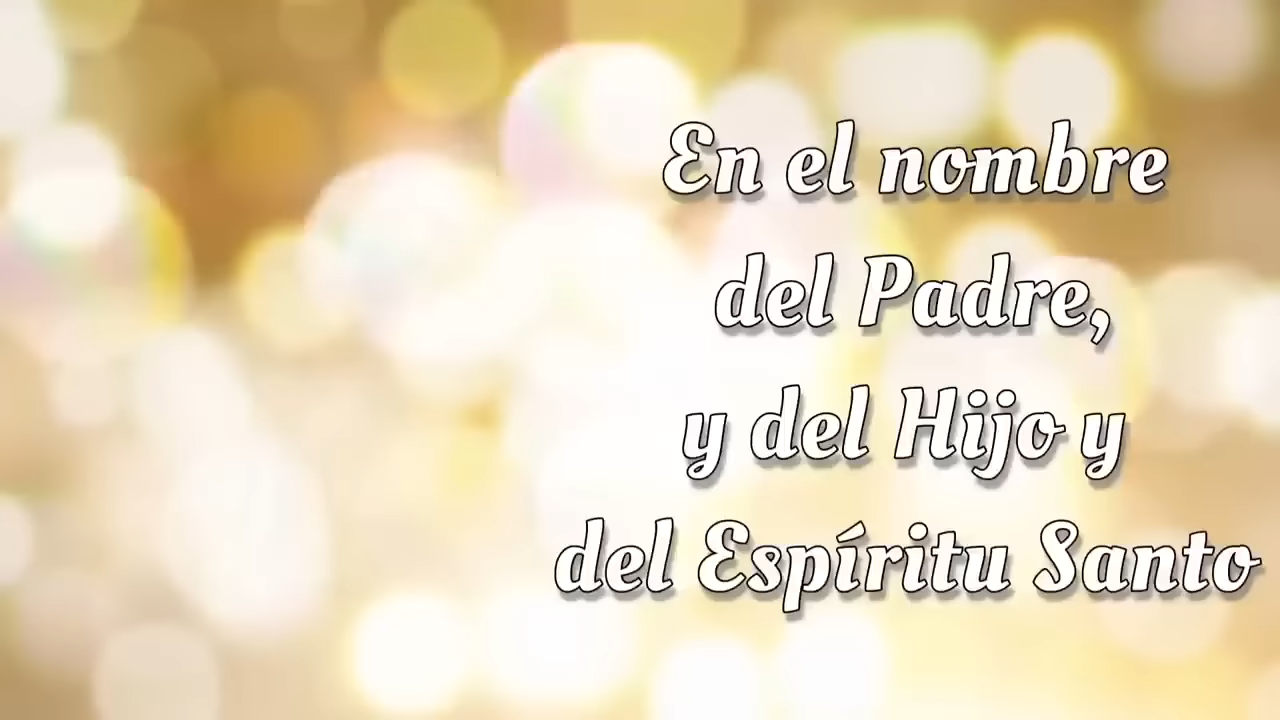 En el nombre
del Padre,
y del Hijo y
del Espíritu Santo